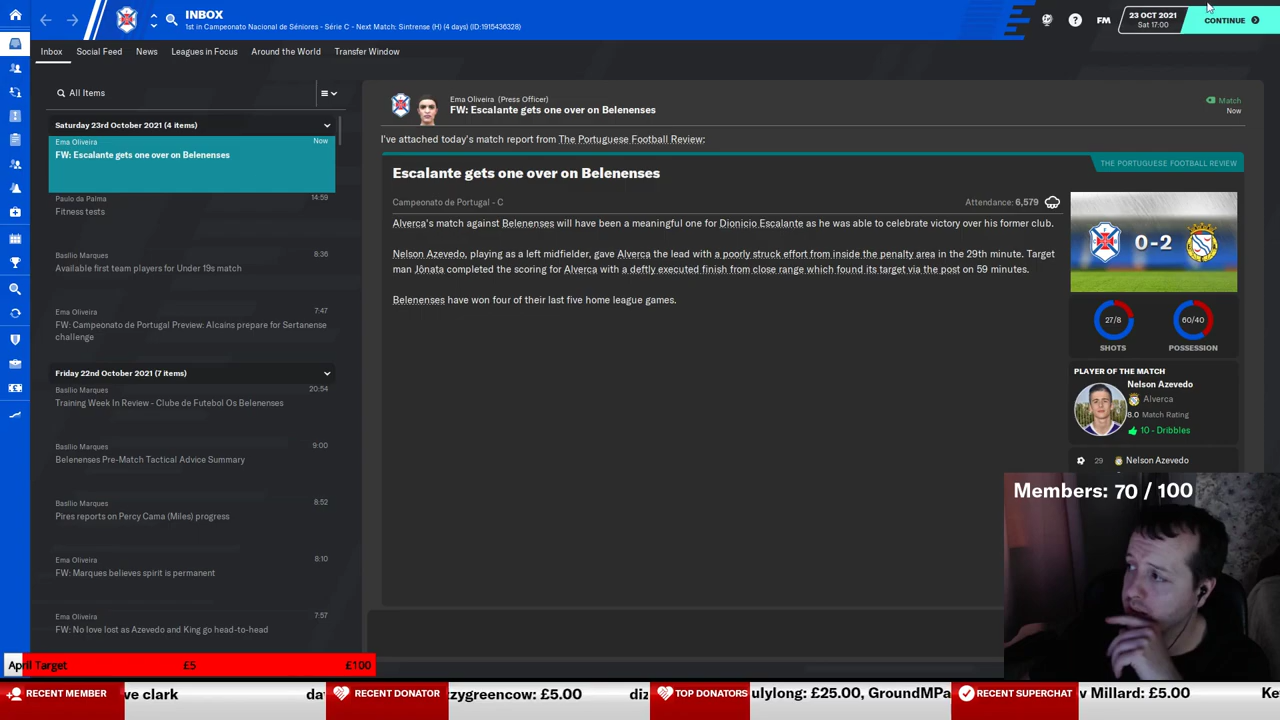 INBOX
1st in Campeonato Nacional de Séniores - Série C - Next Match: Sintrense (H) (4 days) (ID:1915436328)
FM
23 OCT 2021
Sat 17:00
CONTINUE
Inbox
Social Feed
News
Leagues in Focus
Around the World
Transfer Window
All Items
Saturday 23rd October 2021 (4 items)
Ema Oliveira
Now
FW: Escalante gets one over on Belenenses
Paulo da Palma
14:59
Fitness tests
Basílio Marques
8:36
Available first team players for Under 19s match
Ema Oliveira
7:47
FW: Campeonato de Portugal Preview: Alcains prepare for Sertanense
challenge
Friday 22nd October 2021 (7 items)
Basílio Marques
20:54
Training Week In Review - Clube de Futebol Os Belenenses
Basílio Marques
9:00
Belenenses Pre-Match Tactical Advice Summary
Basílio Marques
8:52
Pires reports on Percy Cama (Miles) progress
Ema Oliveira
8:10
FW: Marques believes spirit is permanent
Ema Oliveira
7:57
FW: No love lost as Azevedo and King go head-to-head
Ema Oliveira (Press Officer)
FW: Escalante gets one over on Belenenses
Match
Now
I've attached today's match report from The Portuguese Football Review:
THE PORTUGUESE FOOTBALL REVIEW
Escalante gets one over on Belenenses
Campeonato de Portugal - C
Attendance: 6,579
Alverca's match against Belenenses will have been a meaningful one for Dionicio Escalante as he was able to celebrate victory over his former club.
Nelson Azevedo, playing as a left midfielder, gave Alverca the lead with a poorly struck effort from inside the penalty area in the 29th minute. Target
man Jônata completed the scoring for Alverca with a deftly executed finish from close range which found its target via the post on 59 minutes.
Belenenses have won four of their last five home league games.
0-2
27/8
SHOTS
60/40
POSSESSION
PLAYER OF THE MATCH
Nelson Azevedo
Alverca
8.0 Match Rating
10 - Dribbles
29 Nelson Azevedo
Members: 70 / 100
April Target
£5
£100
RECENT MEMBER
ve clark
da
RECENT DONATOR
zygreencow: £5.00
diz
TOP DONATORS
ulylong: £25.00, GroundMPa
RECENT SUPERCHAT
v Millard: £5.00
Ke